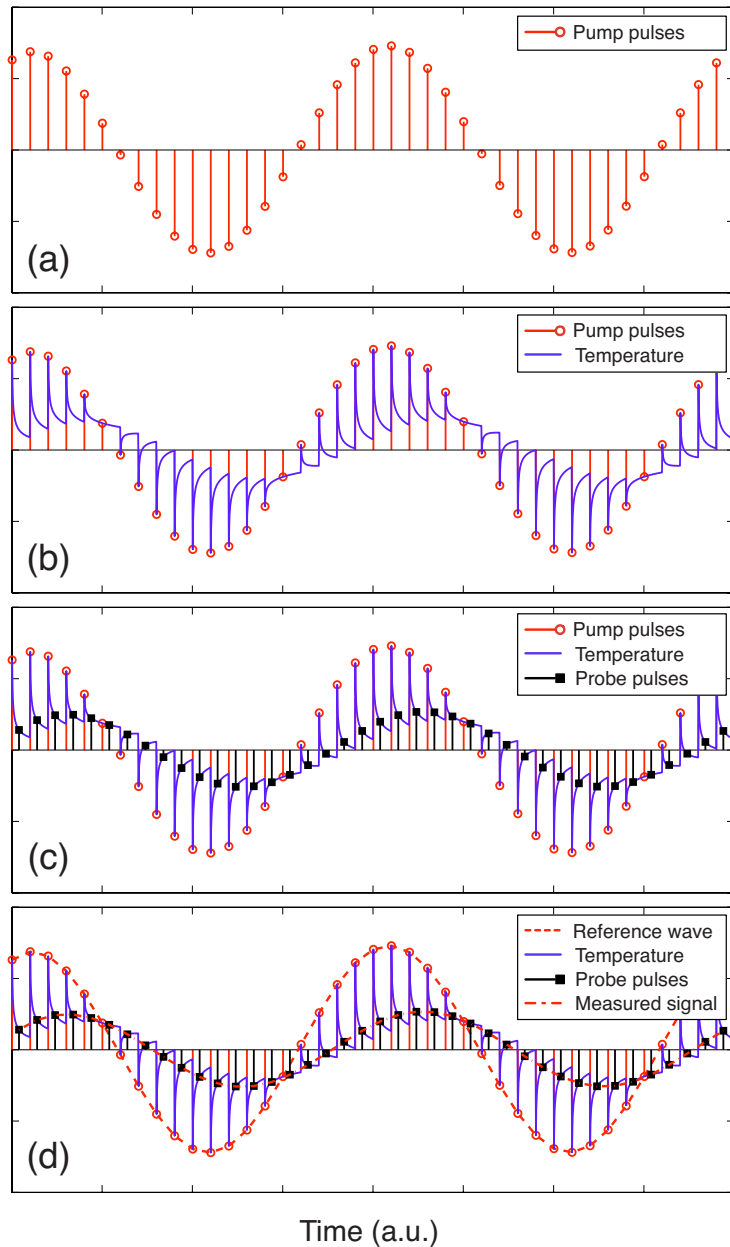 Pump pulses
(a)
Pump pulses
Temperature
(b)
Pump pulses
Temperature
Probe pulses
(c)
Reference wave
Temperature
Probe pulses
Measured signal
(d)
Time (a.u.)